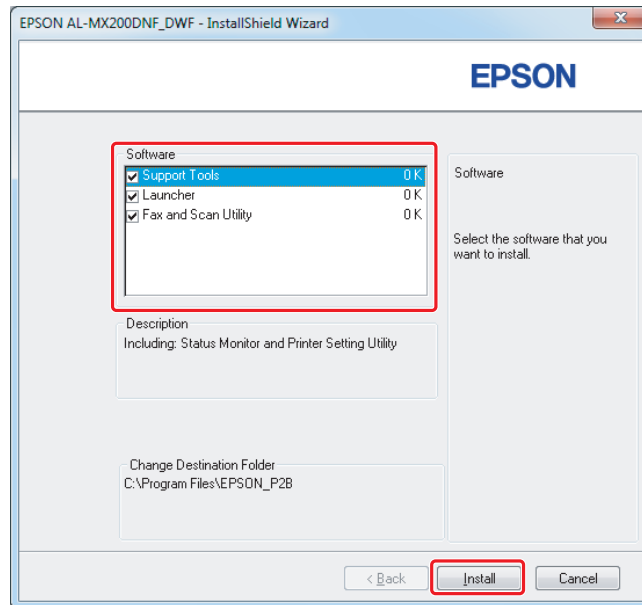 EPSON AL-MX200DNF_DWF - InstallShield Wizard
EPSON
Software
Support Tools 0 K
Launcher 0 K
Fax and Scan Utility 0 K
Software
Select the software that you
want to install.
Description
Including: Status Monitor and Printer Setting Utility
Change Destination Folder
C:\Program Files\EPSON_P2B
< Back
Install
Cancel